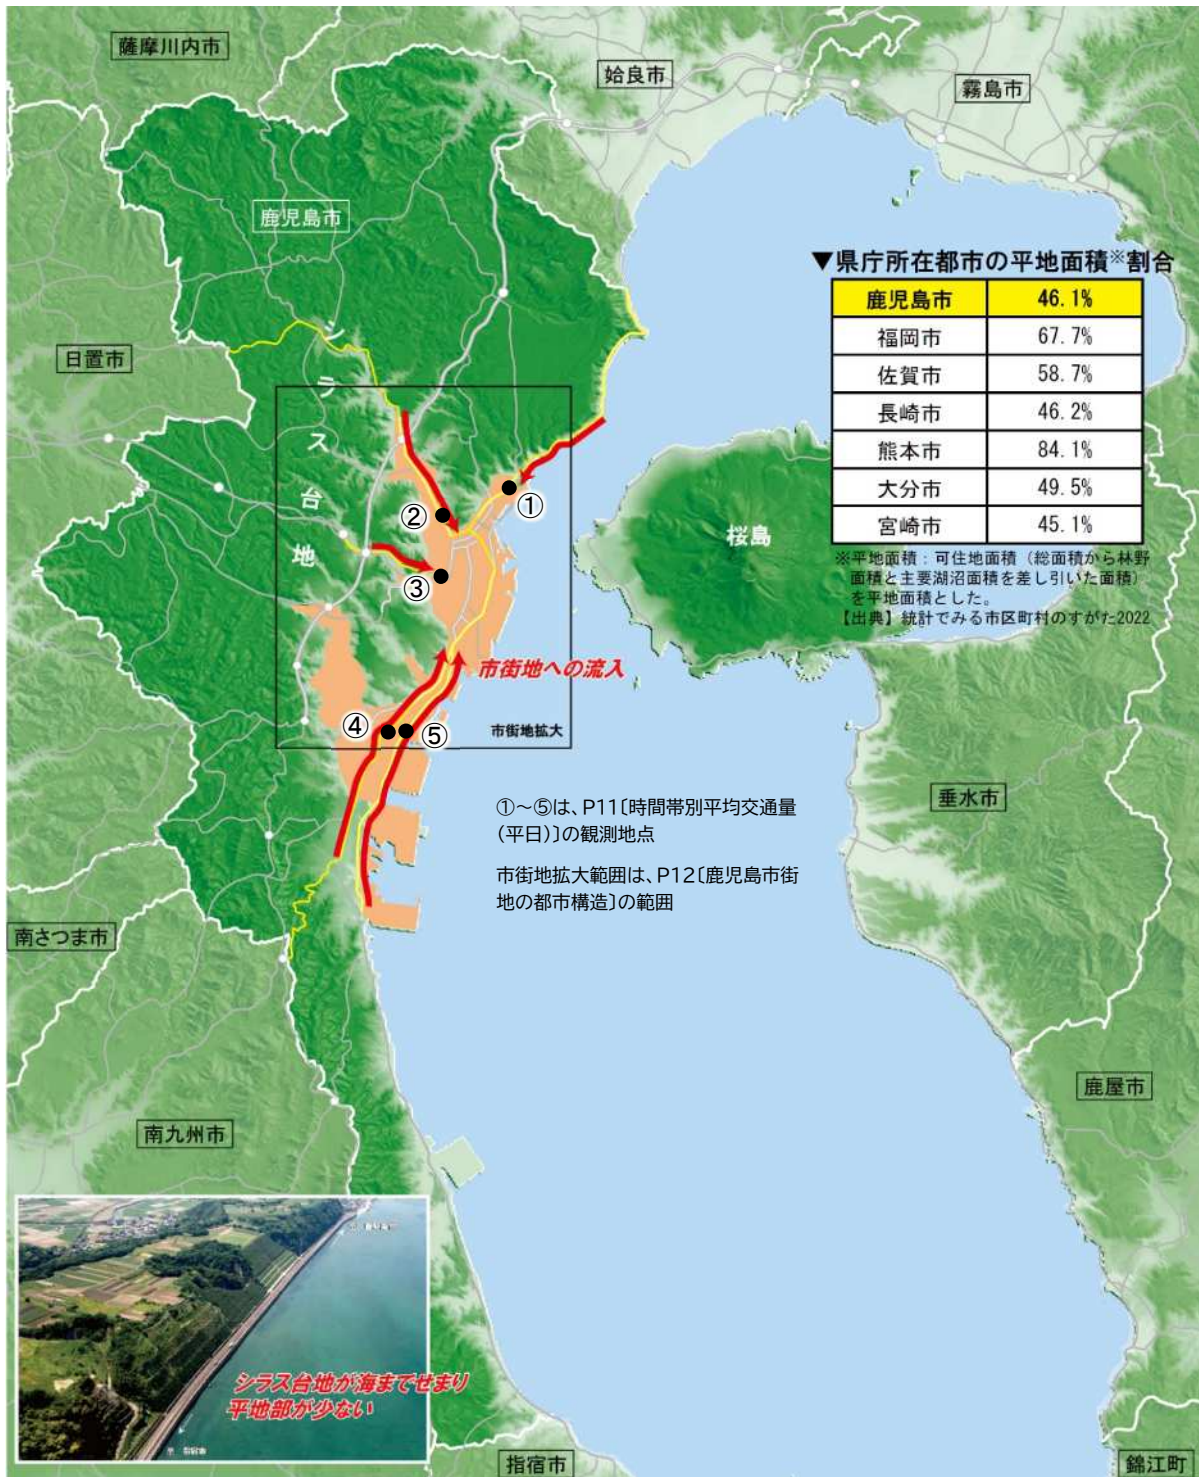 薩摩川内市
姶良市
霧島市
鹿児島市
▼県庁所在都市の平地面積※割合
鹿児島市 46.1%
福岡市 67.7%
佐賀市 58.7%
長崎市 46.2%
熊本市 84.1%
大分市 49.5%
宮崎市 45.1%
※平地面積：可住地面積（総面積から林野
面積と主要湖沼面積を差し引いた面積）
を平地面積とした。
【出典】統計でみる市区町村のすがた2022
日置市
シラス台地
①
②
③
桜島
市街地への流入
④
⑤
市街地拡大
①～⑤は、P11〔時間帯別平均交通量
(平日)〕の観測地点
市街地拡大範囲は、P12〔鹿児島市街
地の都市構造〕の範囲
垂水市
南さつま市
鹿屋市
南九州市
シラス台地が海までせまり
平地部が少ない
至 指宿市
指宿市
錦江町